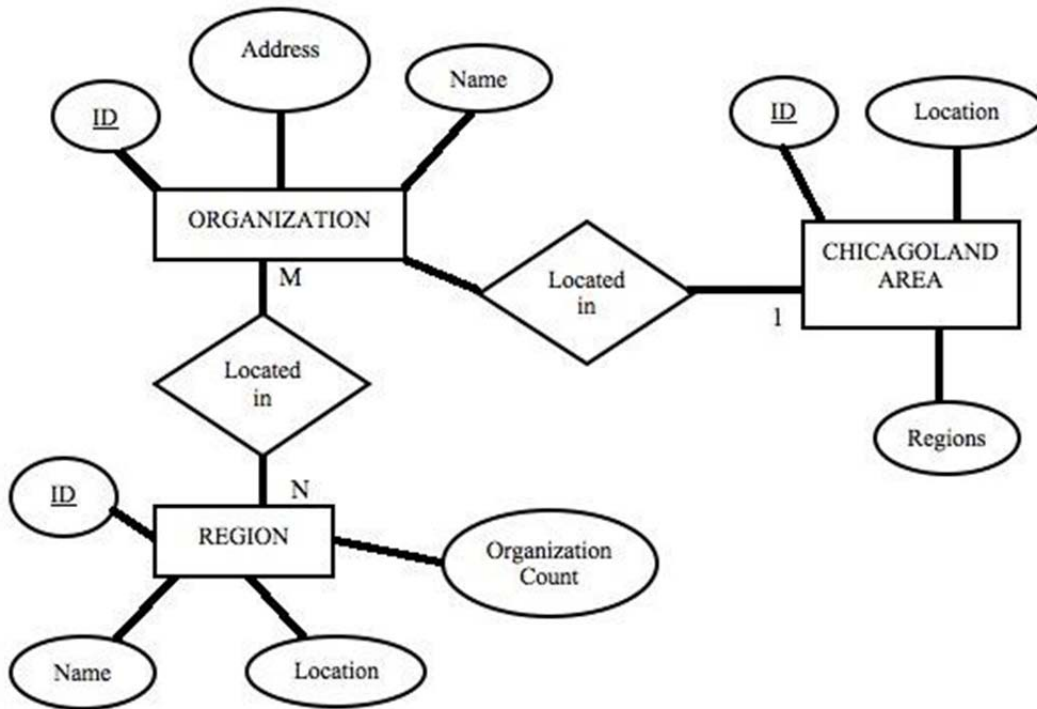 Address
Name
ID
ID
Location
ORGANIZATION
CHICAGOLAND
AREA
M
Located
in
1
Located
in
Regions
ID
N
REGION
Organization
Count
Name
Location